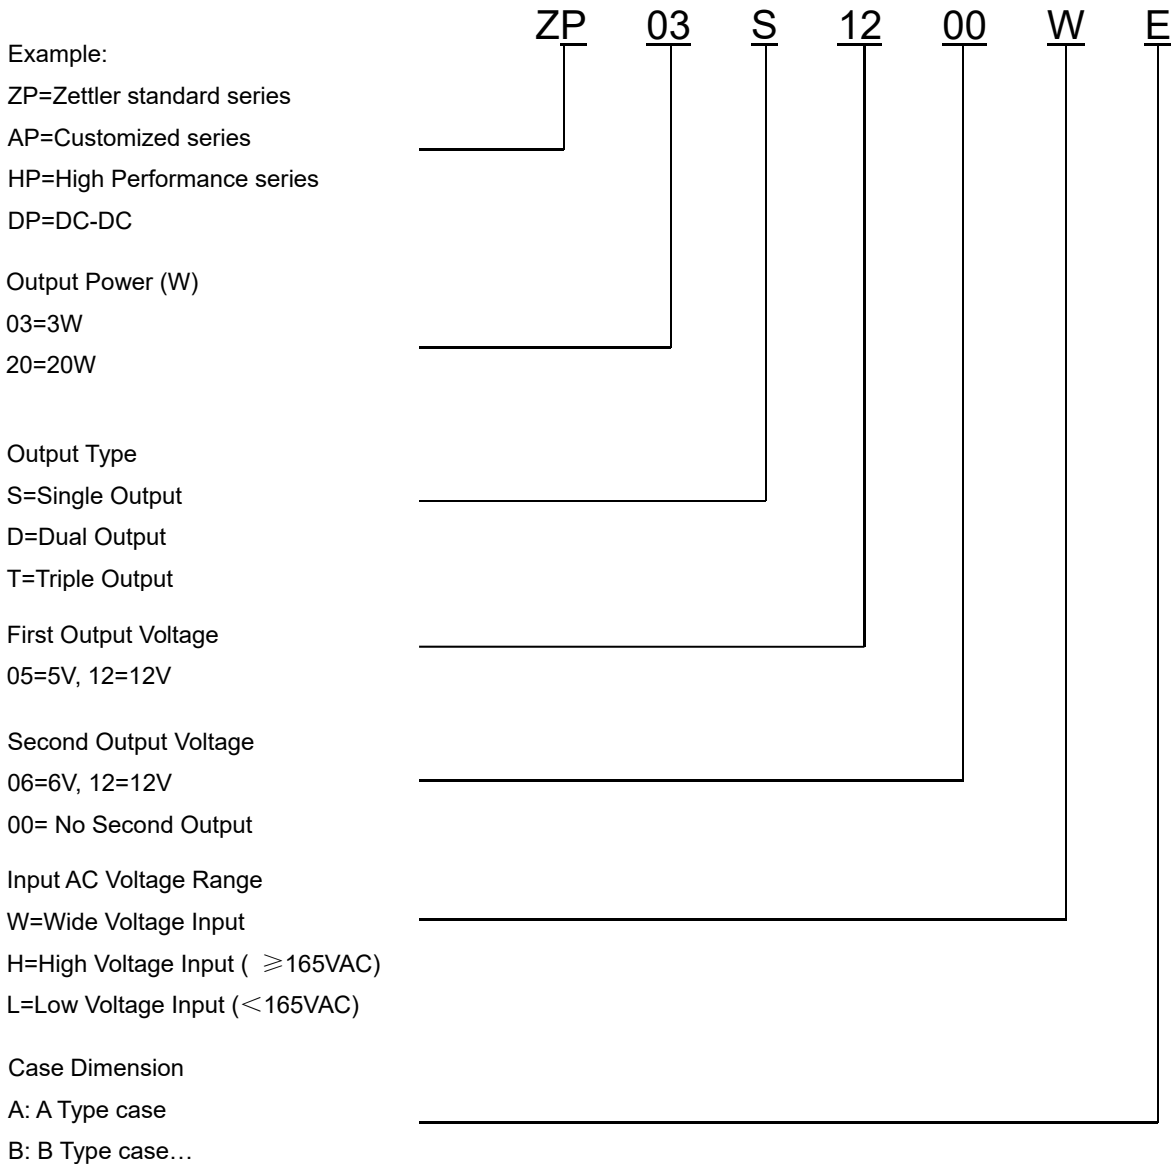 ZP 03 S 12 00 W E
Example:
ZP=Zettler standard series
AP=Customized series
HP=High Performance series
DP=DC-DC
Output Power (W)
03=3W
20=20W
Output Type
S=Single Output
D=Dual Output
T=Triple Output
First Output Voltage
05=5V, 12=12V
Second Output Voltage
06=6V, 12=12V
00= No Second Output
Input AC Voltage Range
W=Wide Voltage Input
H=High Voltage Input ( ≥165VAC)
L=Low Voltage Input (<165VAC)
Case Dimension
A: A Type case
B: B Type case…